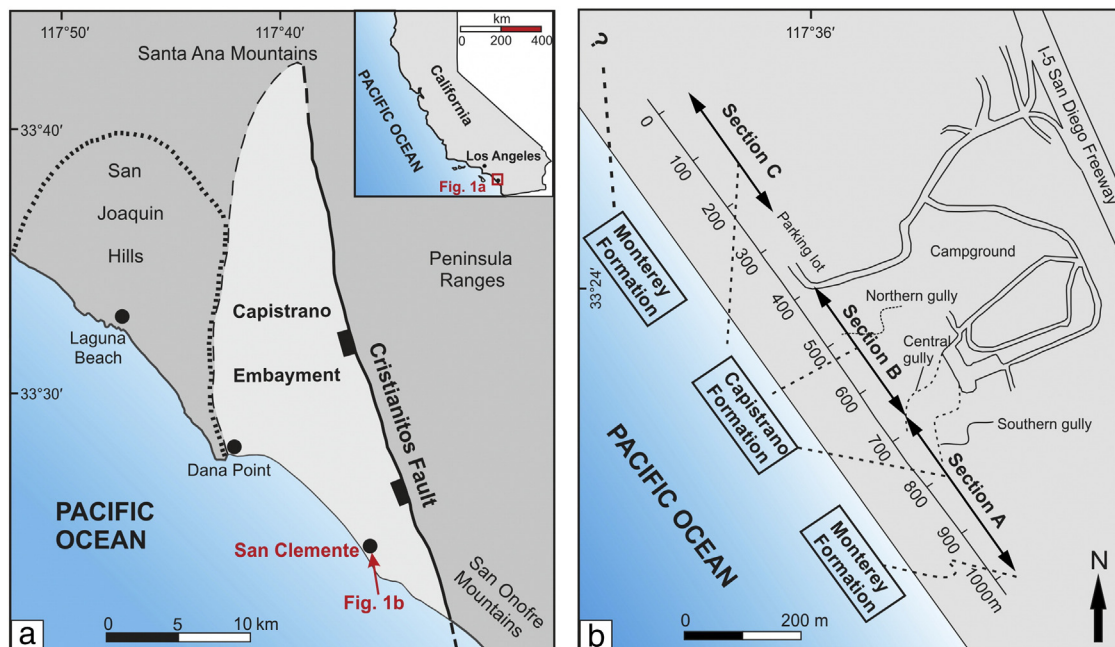 117°50′
117°40′
Santa Ana Mountains
33°40′
San
Joaquin
Hills
Laguna
Beach
Capistrano
Embayment
Cristianitos Fault
Peninsula
Ranges
33°30′
Dana Point
PACIFIC
OCEAN
San Clemente
Fig. 1b
San Onofre
Mountains
0 5 10 km
a
km
0 200 400
California
PACIFIC OCEAN
Los Angeles
Fig. 1a
117°36′
?
I-5 San Diego Freeway
Section C
0
100
200
300
400
500
600
700
800
900
1000m
Parking lot
Monterey
Formation
Campground
33°24′
Northern gully
Section B
Central
gully
Capistrano
Formation
Southern gully
Section A
PACIFIC OCEAN
Monterey
Formation
N
0 200 m
b